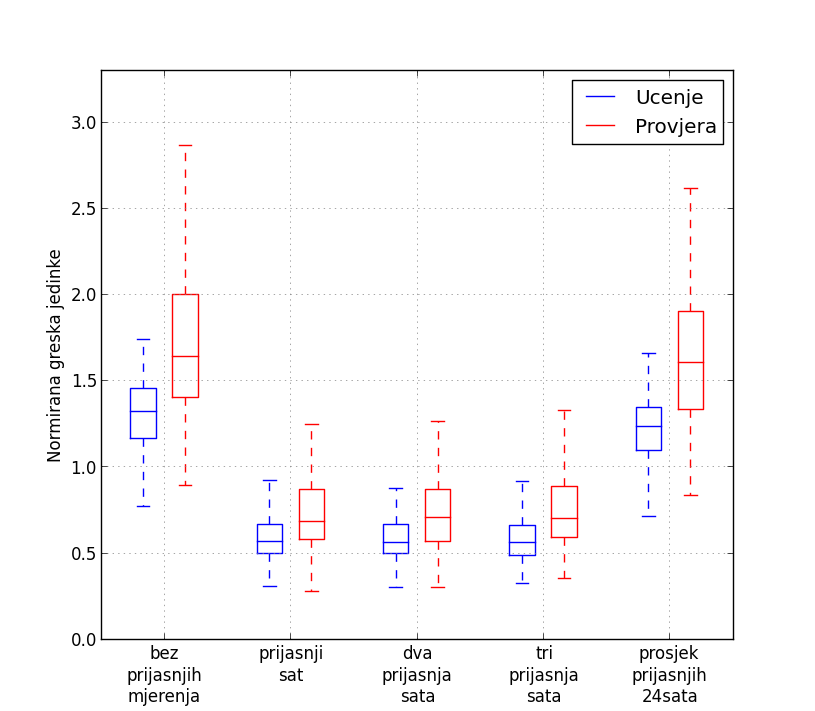 Ucenje
Provjera
Normirana greska jedinke
3.0
2.5
2.0
1.5
1.0
0.5
0.0
bez
prijasnjih
mjerenja
prijasnji
sat
dva
prijasnja
sata
tri
prijasnja
sata
prosjek
prijasnjih
24sata